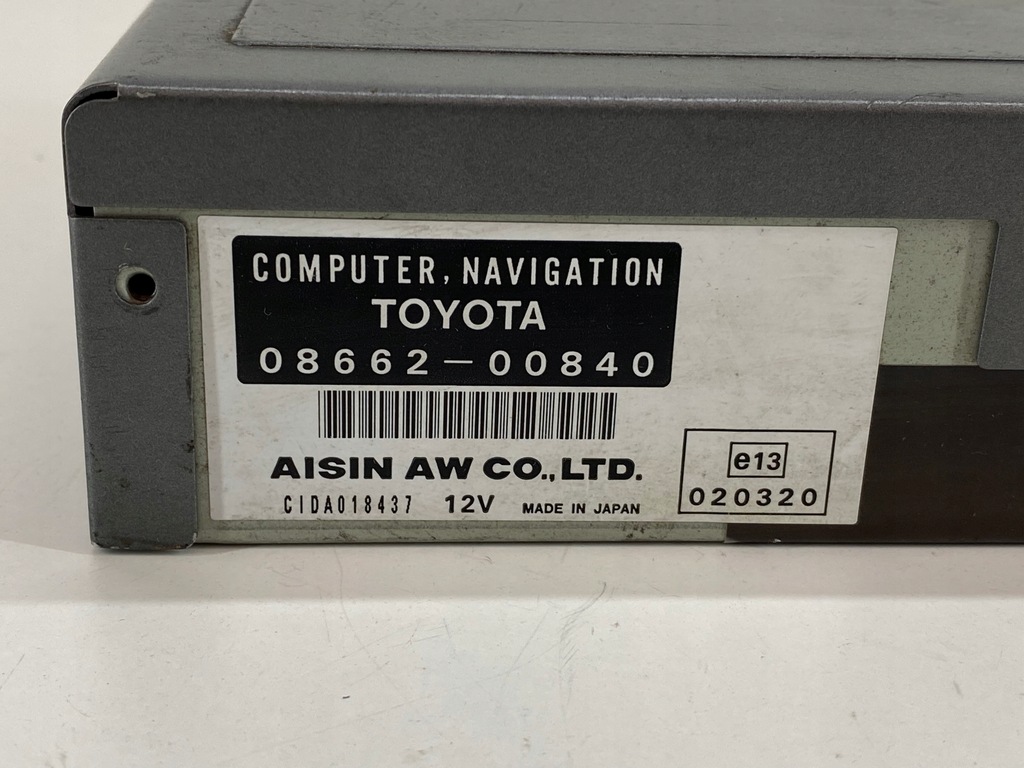 COMPUTER, NAVIGATION
TOYOTA
08662-00840
AISIN AW CO., LTD.
CIDA018437 12V MADE IN JAPAN
e13
020320